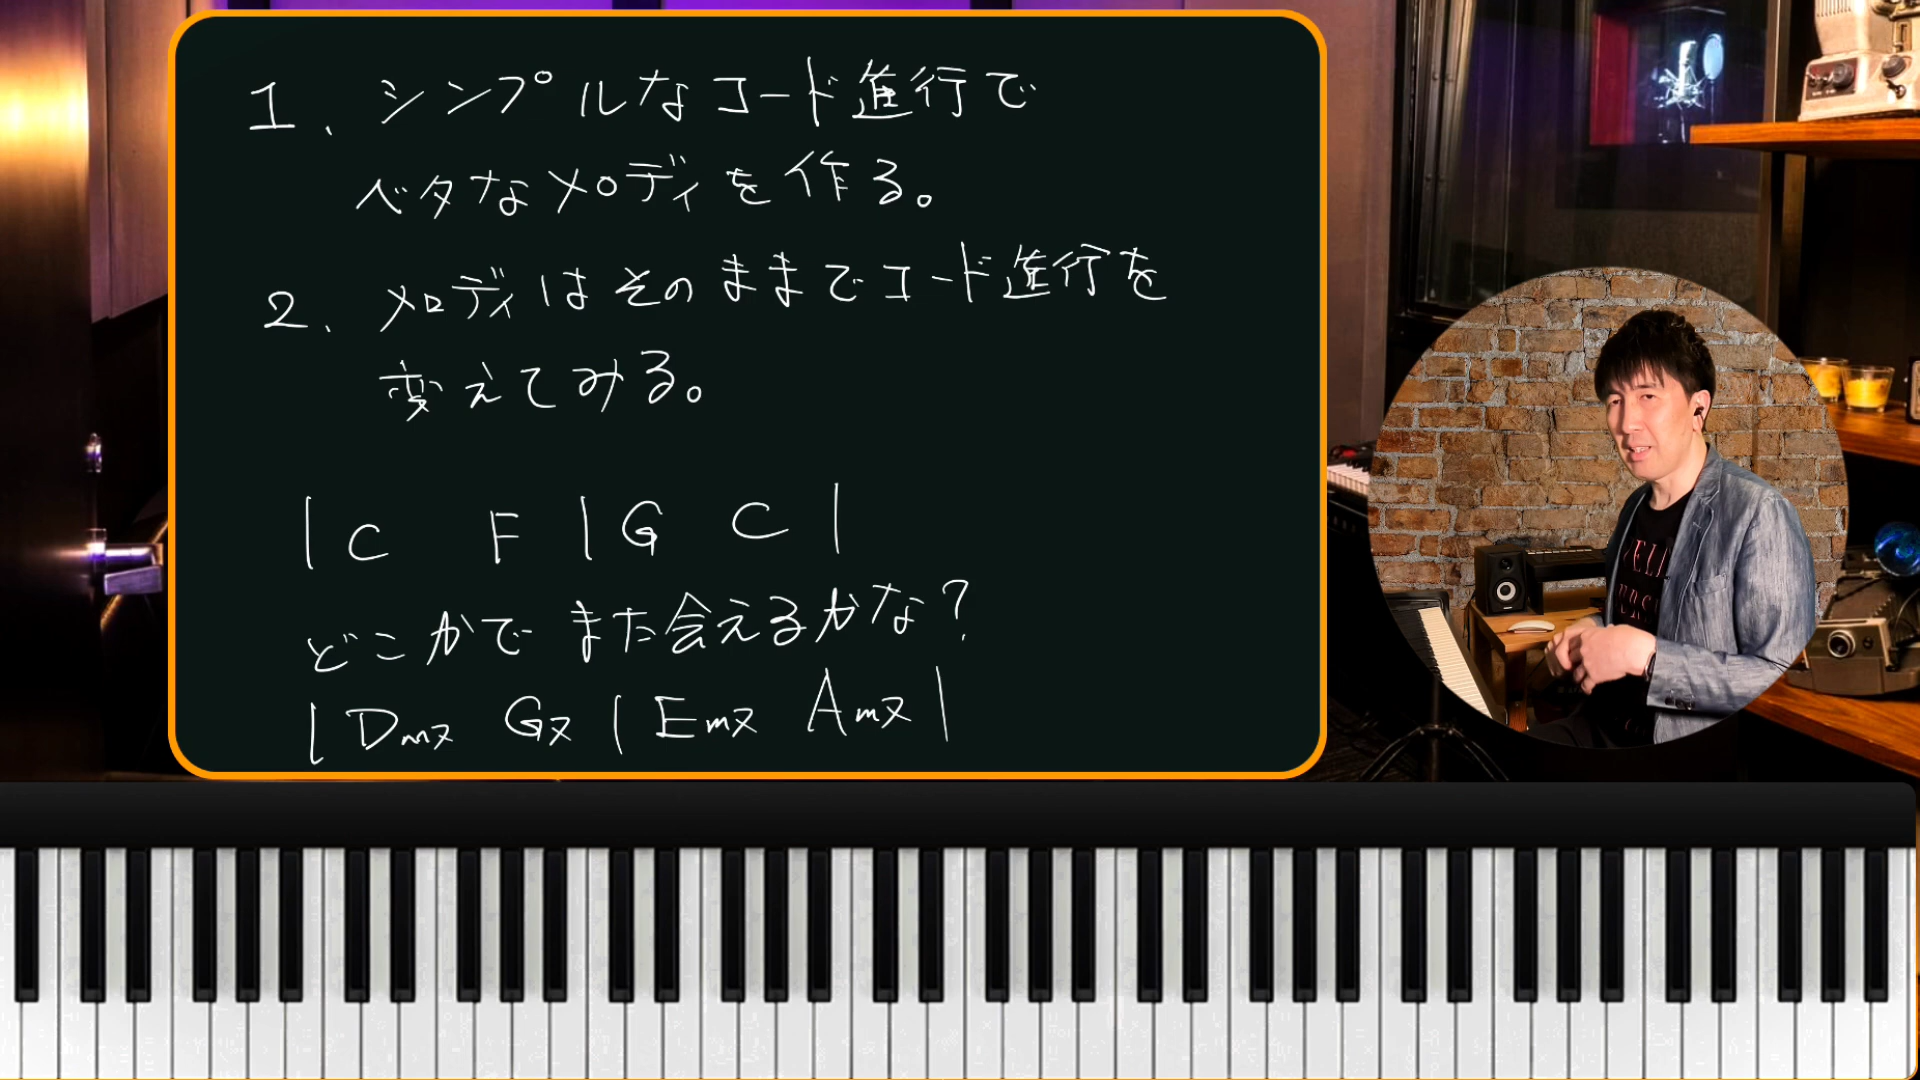 1. シンプルなコード進行で
ベタなメロディを作る。
2. メロディはそのままでコード進行を
変えてみる。
| C F | G C |
どこかでまた会えるかな?
| Dm7 G7 | Em7 Am7 |